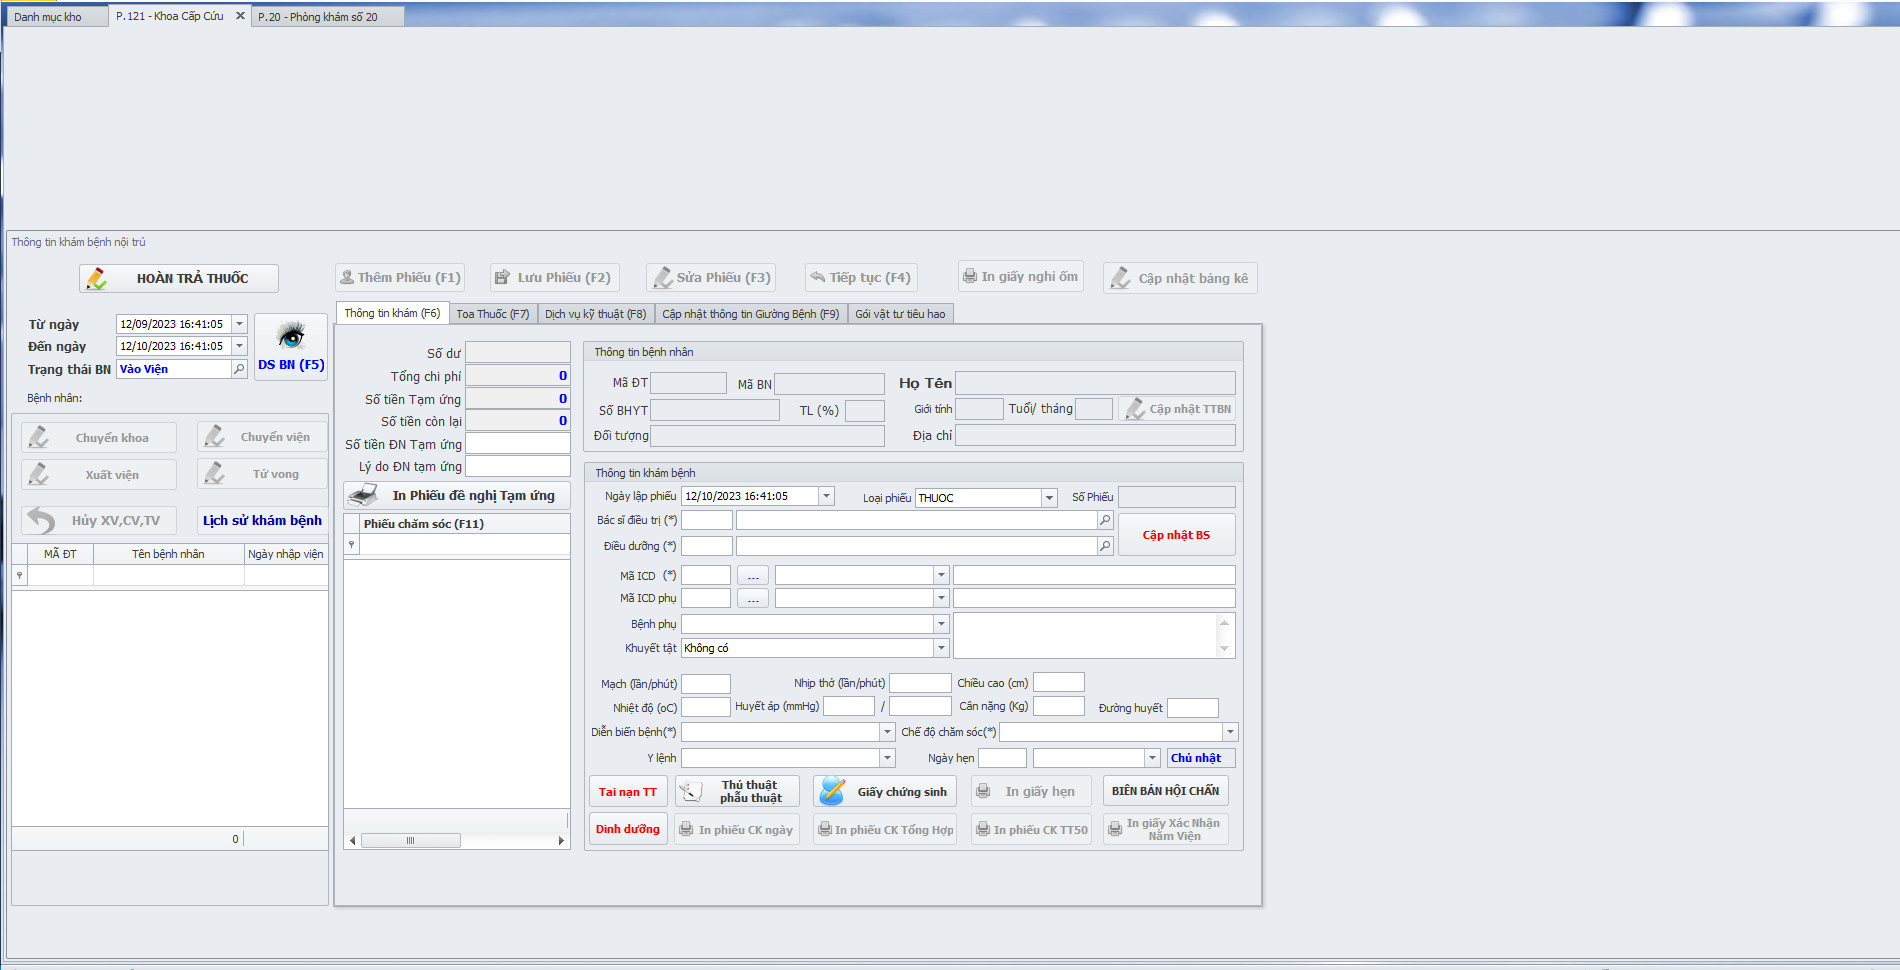 Danh mục kho
P.121 - Khoa Cấp Cứu
P.20 - Phòng khám số 20
Thông tin khám bệnh nội trú
HOÀN TRẢ THUỐC
Thêm Phiếu (F1)
Lưu Phiếu (F2)
Sửa Phiếu (F3)
Tiếp tục (F4)
In giấy nghỉ ốm
Cập nhật bảng kê
Từ ngày 12/09/2023 16:41:05
Đến ngày 12/10/2023 16:41:05
Trạng thái BN Vào Viện
DS BN (F5)
Bệnh nhân:
Chuyển khoa
Chuyển viện
Xuất viện
Tử vong
Hủy XV,CV,TV
Lịch sử khám bệnh
MÃ ĐT
Tên bệnh nhân
Ngày nhập viện
0
Thông tin khám (F6)
Toa Thuốc (F7)
Dịch vụ kỹ thuật (F8)
Cập nhật thông tin Giường Bệnh (F9)
Gói vật tư tiêu hao
Số dư
Tổng chi phí 0
Số tiền Tạm ứng 0
Số tiền còn lại 0
Số tiền ĐN Tạm ứng
Lý do ĐN tạm ứng
In Phiếu đề nghị Tạm ứng
Phiếu chăm sóc (F11)
Thông tin bệnh nhân
Mã ĐT
Mã BN
Họ Tên
Số BHYT
TL (%)
Giới tính
Tuổi/ tháng
Cập nhật TTBN
Đối tượng
Địa chỉ
Thông tin khám bệnh
Ngày lập phiếu 12/10/2023 16:41:05
Loại phiếu THUOC
Số Phiếu
Bác sĩ điều trị (*)
Cập nhật BS
Điều dưỡng (*)
Mã ICD (*)
...
Mã ICD phụ
...
Bệnh phụ
Khuyết tật Không có
Mạch (lần/phút)
Nhịp thở (lần/phút)
Chiều cao (cm)
Nhiệt độ (oC)
Huyết áp (mmHg) /
Cân nặng (Kg)
Đường huyết
Diễn biến bệnh(*)
Chế độ chăm sóc(*)
Y lệnh
Ngày hẹn
Chủ nhật
Tai nạn TT
Thủ thuật
phẫu thuật
Giấy chứng sinh
In giấy hẹn
BIÊN BẢN HỘI CHẨN
Dinh dưỡng
In phiếu CK ngày
In phiếu CK Tổng Hợp
In phiếu CK TT50
In giấy Xác Nhận
Nằm Viện